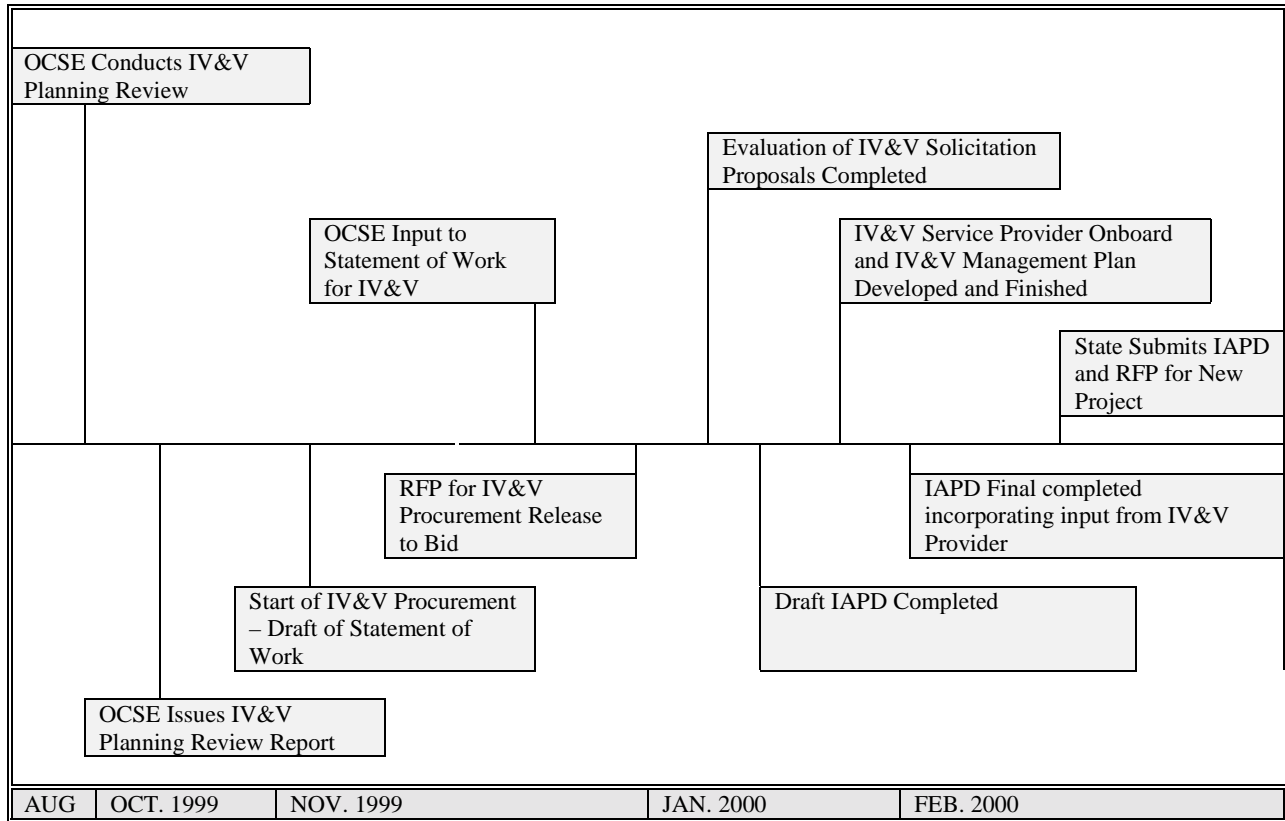 OCSE Conducts IV&V
Planning Review
Evaluation of IV&V Solicitation
Proposals Completed
OCSE Input to
Statement of Work
for IV&V
IV&V Service Provider Onboard
and IV&V Management Plan
Developed and Finished
State Submits IAPD
and RFP for New
Project
RFP for IV&V
Procurement Release
to Bid
IAPD Final completed
incorporating input from IV&V
Provider
Start of IV&V Procurement
– Draft of Statement of
Work
Draft IAPD Completed
OCSE Issues IV&V
Planning Review Report
AUG OCT. 1999 NOV. 1999 JAN. 2000 FEB. 2000